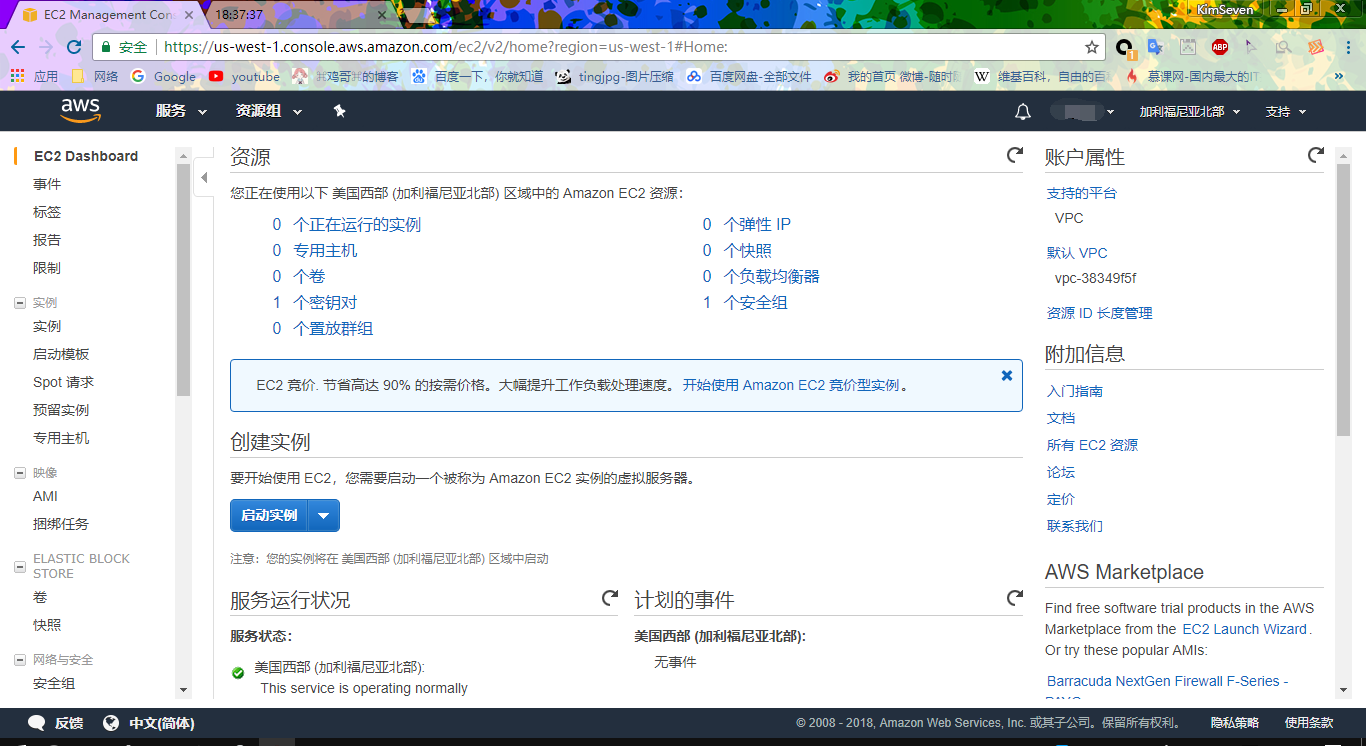 EC2 Management Con
18:37:37
KimSeven
安全
https://us-west-1.console.aws.amazon.com/ec2/v2/home?region=us-west-1#Home:
ABP
1
应用
网络
Google
youtube
我鸡哥我的博客
百度一下，你就知道
tingjpg-图片压缩
百度网盘-全部文件
我的首页 微博-随时随
维基百科，自由的百
慕课网-国内最大的IT
aws
服务
资源组
加利福尼亚北部
支持
EC2 Dashboard
事件
标签
报告
限制
实例
实例
启动模板
Spot 请求
预留实例
专用主机
映像
AMI
捆绑任务
ELASTIC BLOCK
STORE
卷
快照
网络与安全
安全组
资源
您正在使用以下 美国西部 (加利福尼亚北部) 区域中的 Amazon EC2 资源：
0 个正在运行的实例
0 个弹性 IP
0 专用主机
0 个快照
0 个卷
0 个负载均衡器
1 个密钥对
1 个安全组
0 个置放群组
EC2 竞价. 节省高达 90% 的按需价格。大幅提升工作负载处理速度。 开始使用 Amazon EC2 竞价型实例。
创建实例
要开始使用 EC2，您需要启动一个被称为 Amazon EC2 实例的虚拟服务器。
启动实例
注意：您的实例将在 美国西部 (加利福尼亚北部) 区域中启动
服务运行状况
服务状态：
美国西部 (加利福尼亚北部):
This service is operating normally
计划的事件
美国西部 (加利福尼亚北部):
无事件
账户属性
支持的平台
VPC
默认 VPC
vpc-38349f5f
资源 ID 长度管理
附加信息
入门指南
文档
所有 EC2 资源
论坛
定价
联系我们
AWS Marketplace
Find free software trial products in the AWS
Marketplace from the EC2 Launch Wizard.
Or try these popular AMIs:
Barracuda NextGen Firewall F-Series -
反馈
中文(简体)
© 2008 - 2018, Amazon Web Services, Inc. 或其子公司。保留所有权利。
隐私策略
使用条款